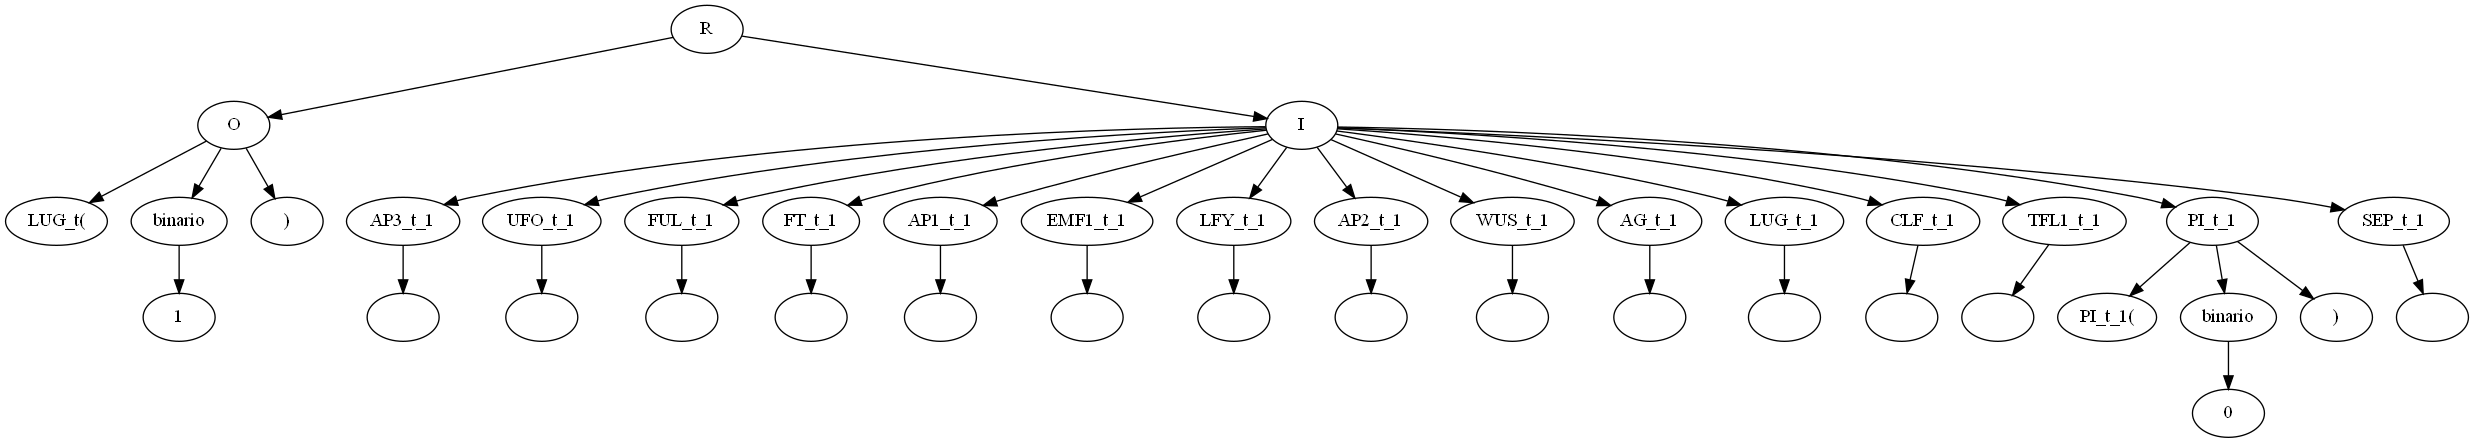 R
O
I
LUG_t(
binario
)
AP3_t_1
UFO_t_1
FUL_t_1
FT_t_1
AP1_t_1
EMF1_t_1
LFY_t_1
AP2_t_1
WUS_t_1
AG_t_1
LUG_t_1
CLF_t_1
TFL1_t_1
PI_t_1
SEP_t_1
1
PI_t_1(
binario
)
0